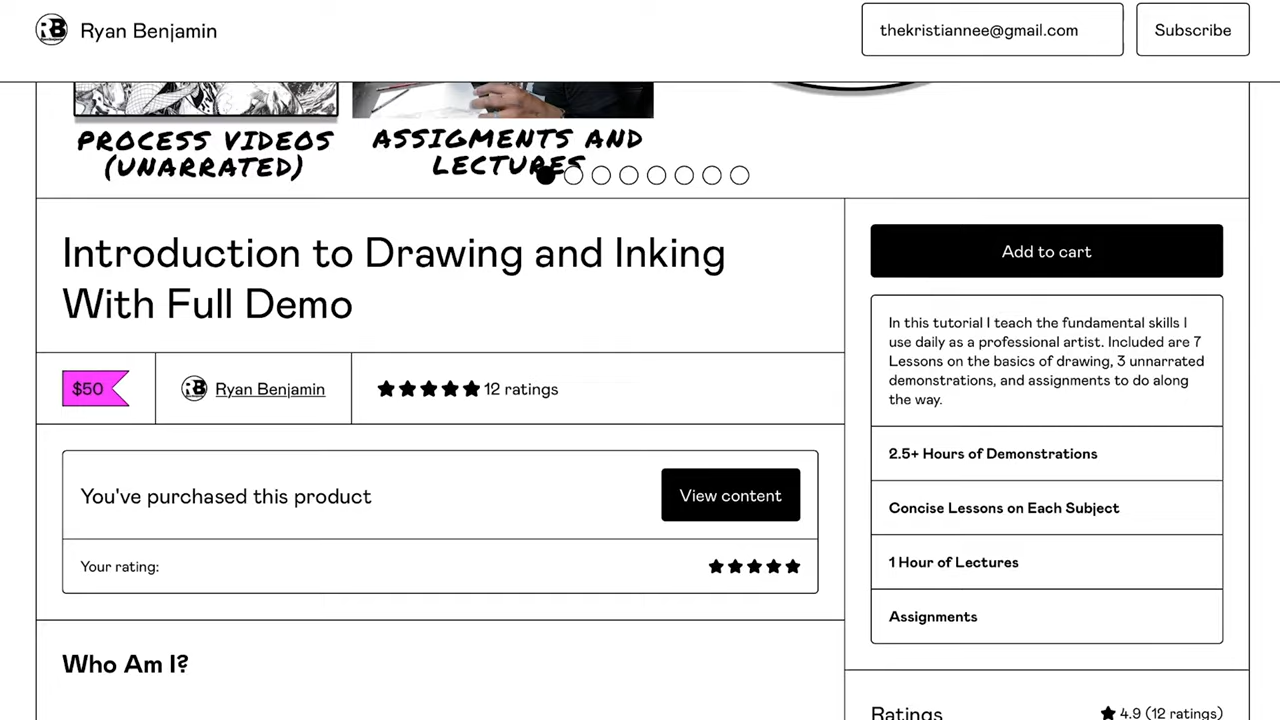 RB
Ryan Benjamin
thekristiannee@gmail.com
Subscribe
PROCESS VIDEOS
(UNARRATED)
ASSIGMENTS AND
LECTURES
Introduction to Drawing and Inking
With Full Demo
$50
RB
Ryan Benjamin
12 ratings
You've purchased this product
View content
Your rating:
Who Am I?
Add to cart
In this tutorial I teach the fundamental skills I
use daily as a professional artist. Included are 7
Lessons on the basics of drawing, 3 unnarrated
demonstrations, and assignments to do along
the way.
2.5+ Hours of Demonstrations
Concise Lessons on Each Subject
1 Hour of Lectures
Assignments
Ratings
4.9 (12 ratings)